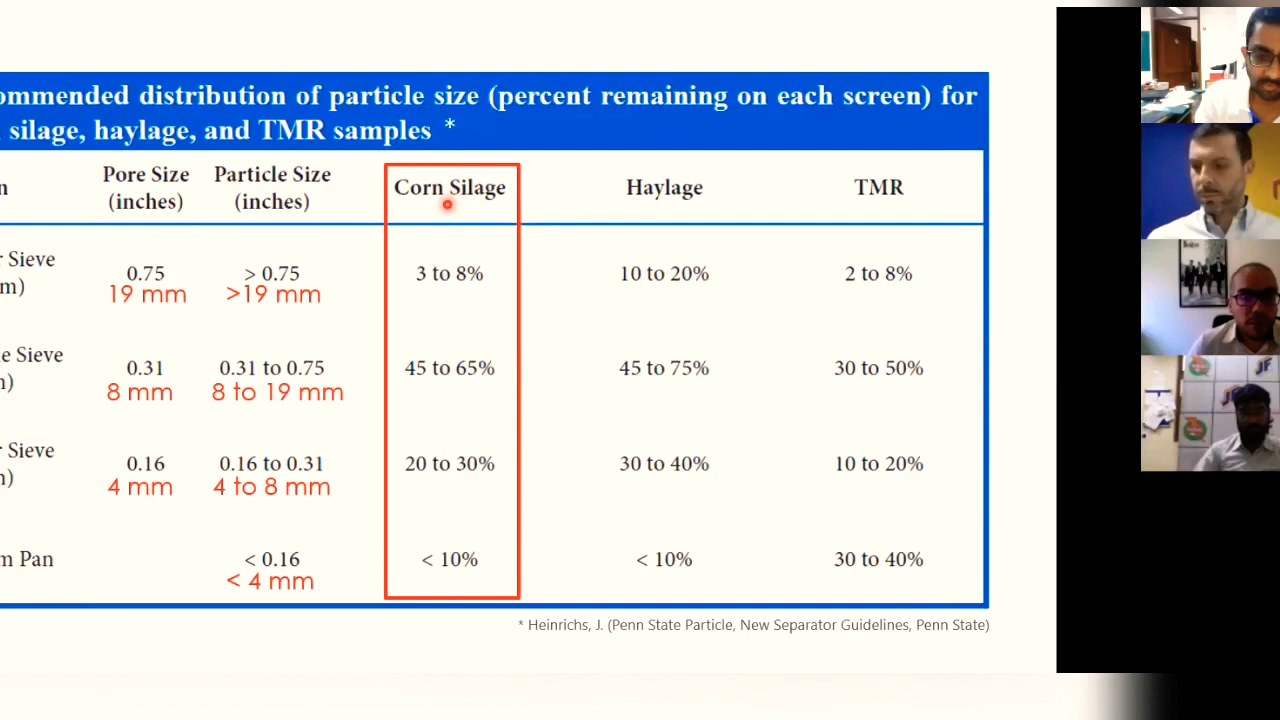 ommended distribution of particle size (percent remaining on each screen) for
silage, haylage, and TMR samples *
n Pore Size Particle Size Corn Silage Haylage TMR
(inches) (inches)
r Sieve 0.75 > 0.75 3 to 8% 10 to 20% 2 to 8%
m) 19 mm >19 mm
e Sieve 0.31 0.31 to 0.75 45 to 65% 45 to 75% 30 to 50%
n) 8 mm 8 to 19 mm
r Sieve 0.16 0.16 to 0.31 20 to 30% 30 to 40% 10 to 20%
n) 4 mm 4 to 8 mm
m Pan < 0.16 < 10% < 10% 30 to 40%
< 4 mm
* Heinrichs, J. (Penn State Particle, New Separator Guidelines, Penn State)
JF